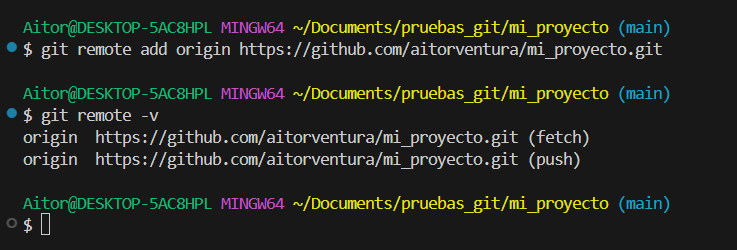 Aitor@DESKTOP-5AC8HPL MINGW64 ~/Documents/pruebas_git/mi_proyecto (main)
$ git remote add origin https://github.com/aitorventura/mi_proyecto.git
Aitor@DESKTOP-5AC8HPL MINGW64 ~/Documents/pruebas_git/mi_proyecto (main)
$ git remote -v
origin  https://github.com/aitorventura/mi_proyecto.git (fetch)
origin  https://github.com/aitorventura/mi_proyecto.git (push)
Aitor@DESKTOP-5AC8HPL MINGW64 ~/Documents/pruebas_git/mi_proyecto (main)
$